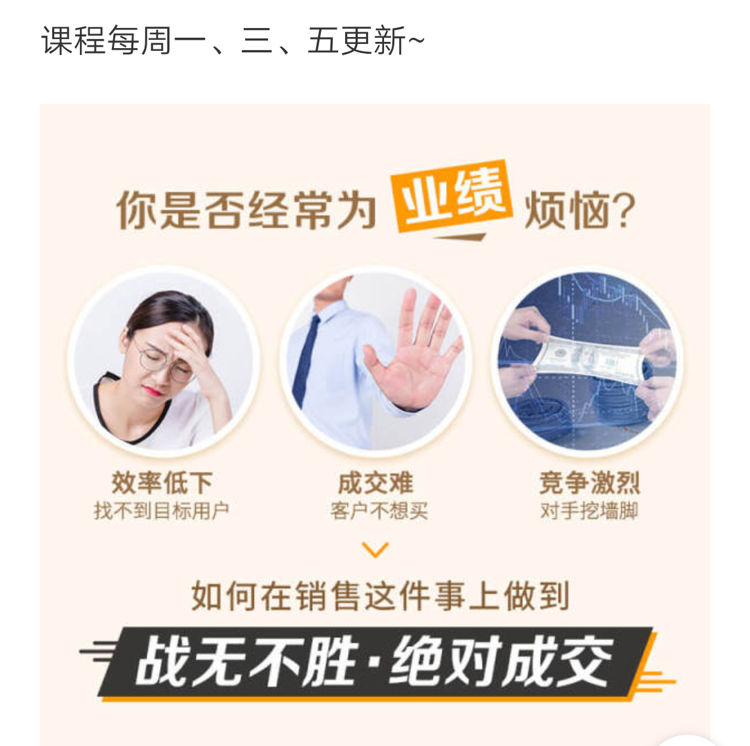 课程每周一、三、五更新~
你是否经常为业绩烦恼?
效率低下
找不到目标用户
成交难
客户不想买
竞争激烈
对手挖墙脚
如何在销售这件事上做到
战无不胜·绝对成交